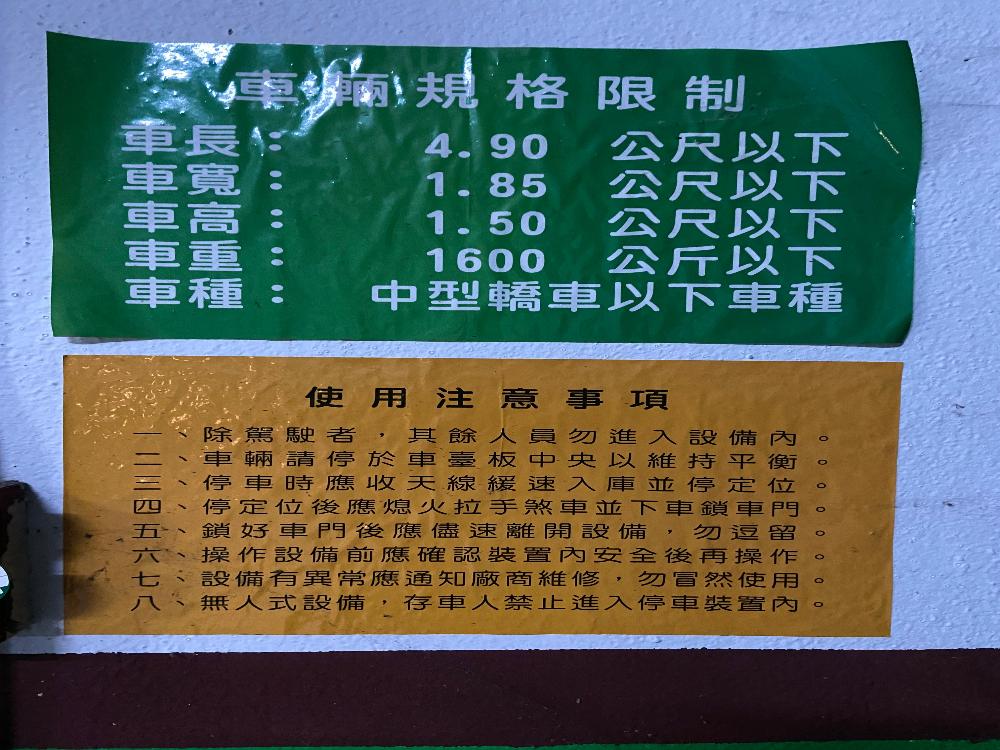 車輛規格限制
車長： 4.90 公尺以下
車寬： 1.85 公尺以下
車高： 1.50 公尺以下
車重： 1600 公斤以下
車種： 中型轎車以下車種
使用注意事項
一、除駕駛者，其餘人員勿進入設備內。
二、車輛請停於車臺板中央以維持平衡。
三、停車時應收天線緩速入庫並停定位。
四、停定位後應熄火拉手煞車並下車鎖車門。
五、鎖好車門後應儘速離開設備，勿逗留。
六、操作設備前應確認裝置內安全後再操作。
七、設備有異常應通知廠商維修，勿冒然使用。
八、無人式設備，存車人禁止進入停車裝置內。